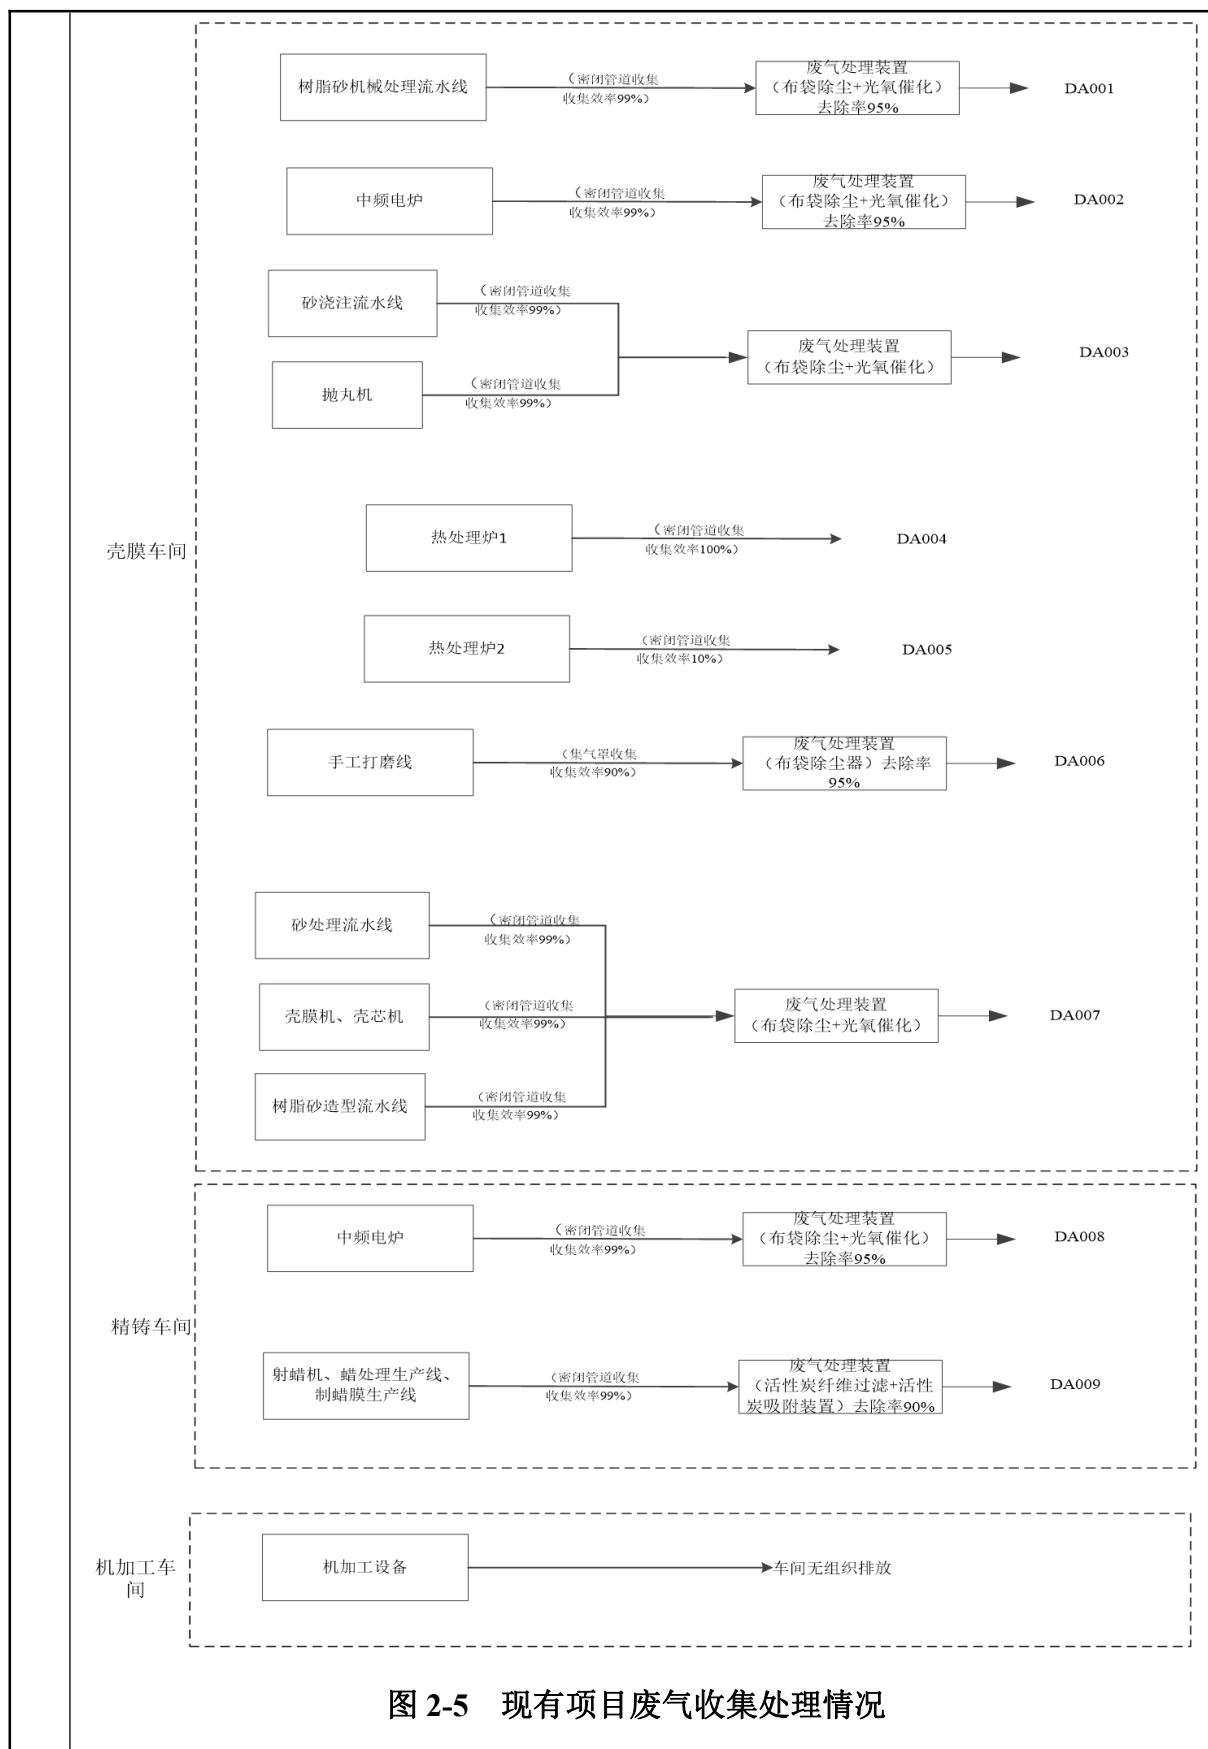 树脂砂机械处理流水线
（密闭管道收集
收集效率99%）
废气处理装置
（布袋除尘+光氧催化）
去除率95%
DA001
中频电炉
（密闭管道收集
收集效率99%）
废气处理装置
（布袋除尘+光氧催化）
去除率95%
DA002
砂浇注流水线
（密闭管道收集
收集效率99%）
抛丸机
（密闭管道收集
收集效率99%）
废气处理装置
（布袋除尘+光氧催化）
DA003
壳膜车间
热处理炉1
（密闭管道收集
收集效率100%）
DA004
热处理炉2
（密闭管道收集
收集效率10%）
DA005
手工打磨线
（集气罩收集
收集效率90%）
废气处理装置
（布袋除尘器）去除率
95%
DA006
砂处理流水线
（密闭管道收集
收集效率99%）
壳膜机、壳芯机
（密闭管道收集
收集效率99%）
树脂砂造型流水线
（密闭管道收集
收集效率99%）
废气处理装置
（布袋除尘+光氧催化）
DA007
精铸车间
中频电炉
（密闭管道收集
收集效率99%）
废气处理装置
（布袋除尘+光氧催化）
去除率95%
DA008
射蜡机、蜡处理生产线、
制蜡膜生产线
（密闭管道收集
收集效率99%）
废气处理装置
（活性炭纤维过滤+活性
炭吸附装置）去除率90%
DA009
机加工车
间
机加工设备
车间无组织排放
图 2-5 现有项目废气收集处理情况